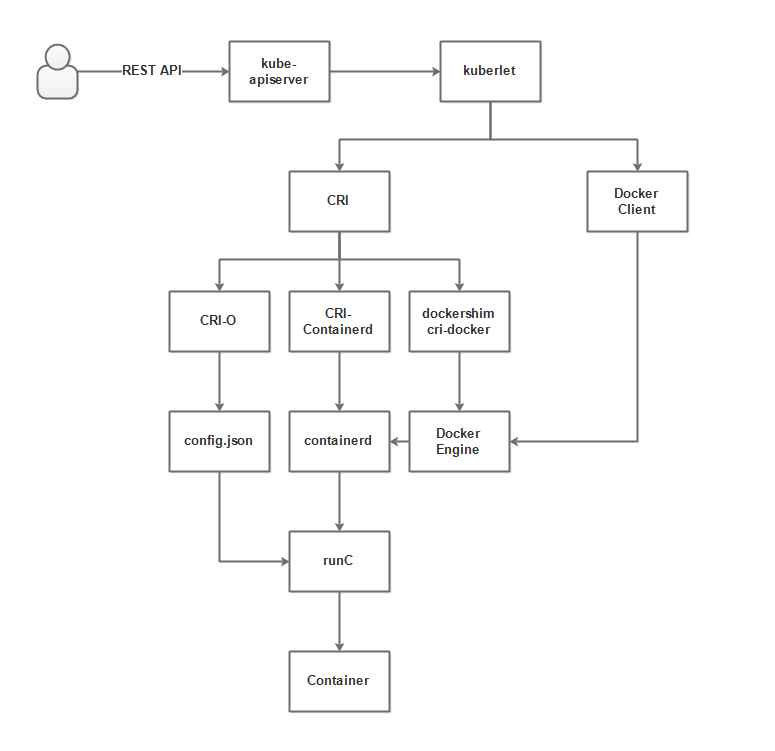 REST API
kube-
apiserver
kuberlet
CRI
Docker
Client
CRI-O
CRI-
Containerd
dockershim
cri-docker
config.json
containerd
Docker
Engine
runC
Container